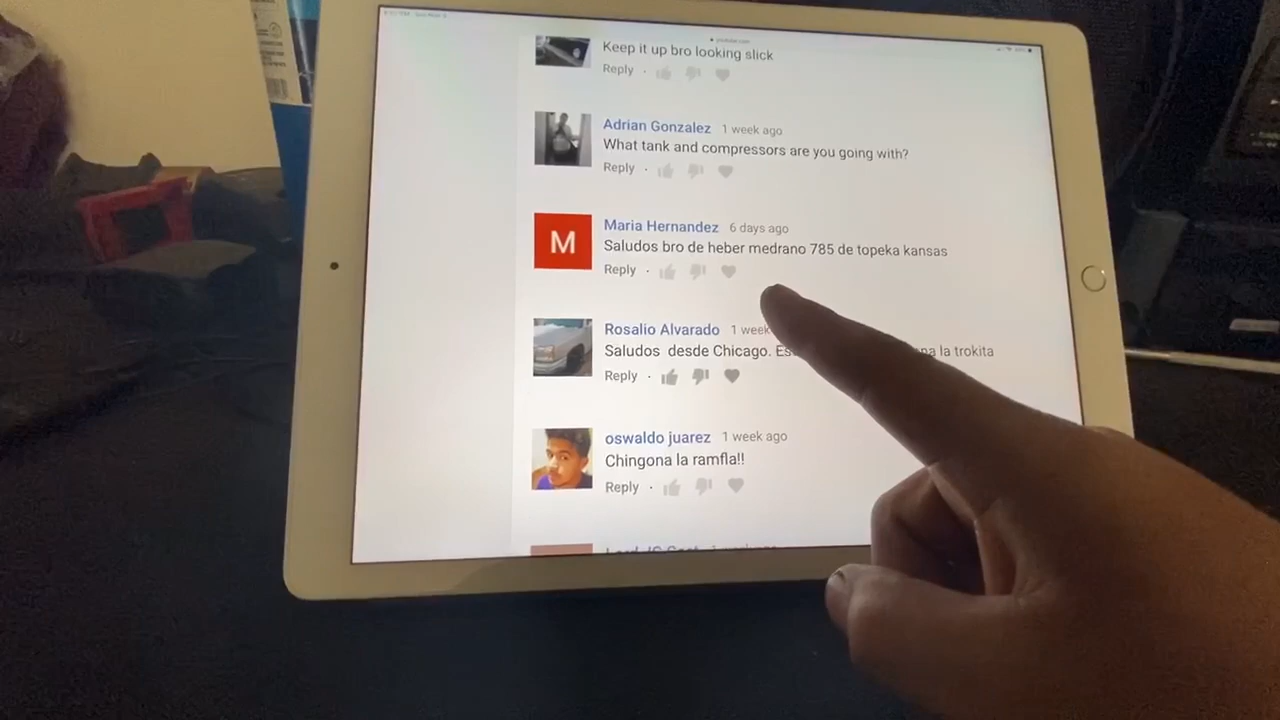 youtube.com
Keep it up bro looking slick
Reply ·
Adrian Gonzalez 1 week ago
What tank and compressors are you going with?
Reply ·
M
Maria Hernandez 6 days ago
Saludos bro de heber medrano 785 de topeka kansas
Reply ·
Rosalio Alvarado 1 week
Saludos desde Chicago. la trokita
Reply ·
oswaldo juarez 1 week ago
Chingona la ramfla!!
Reply ·